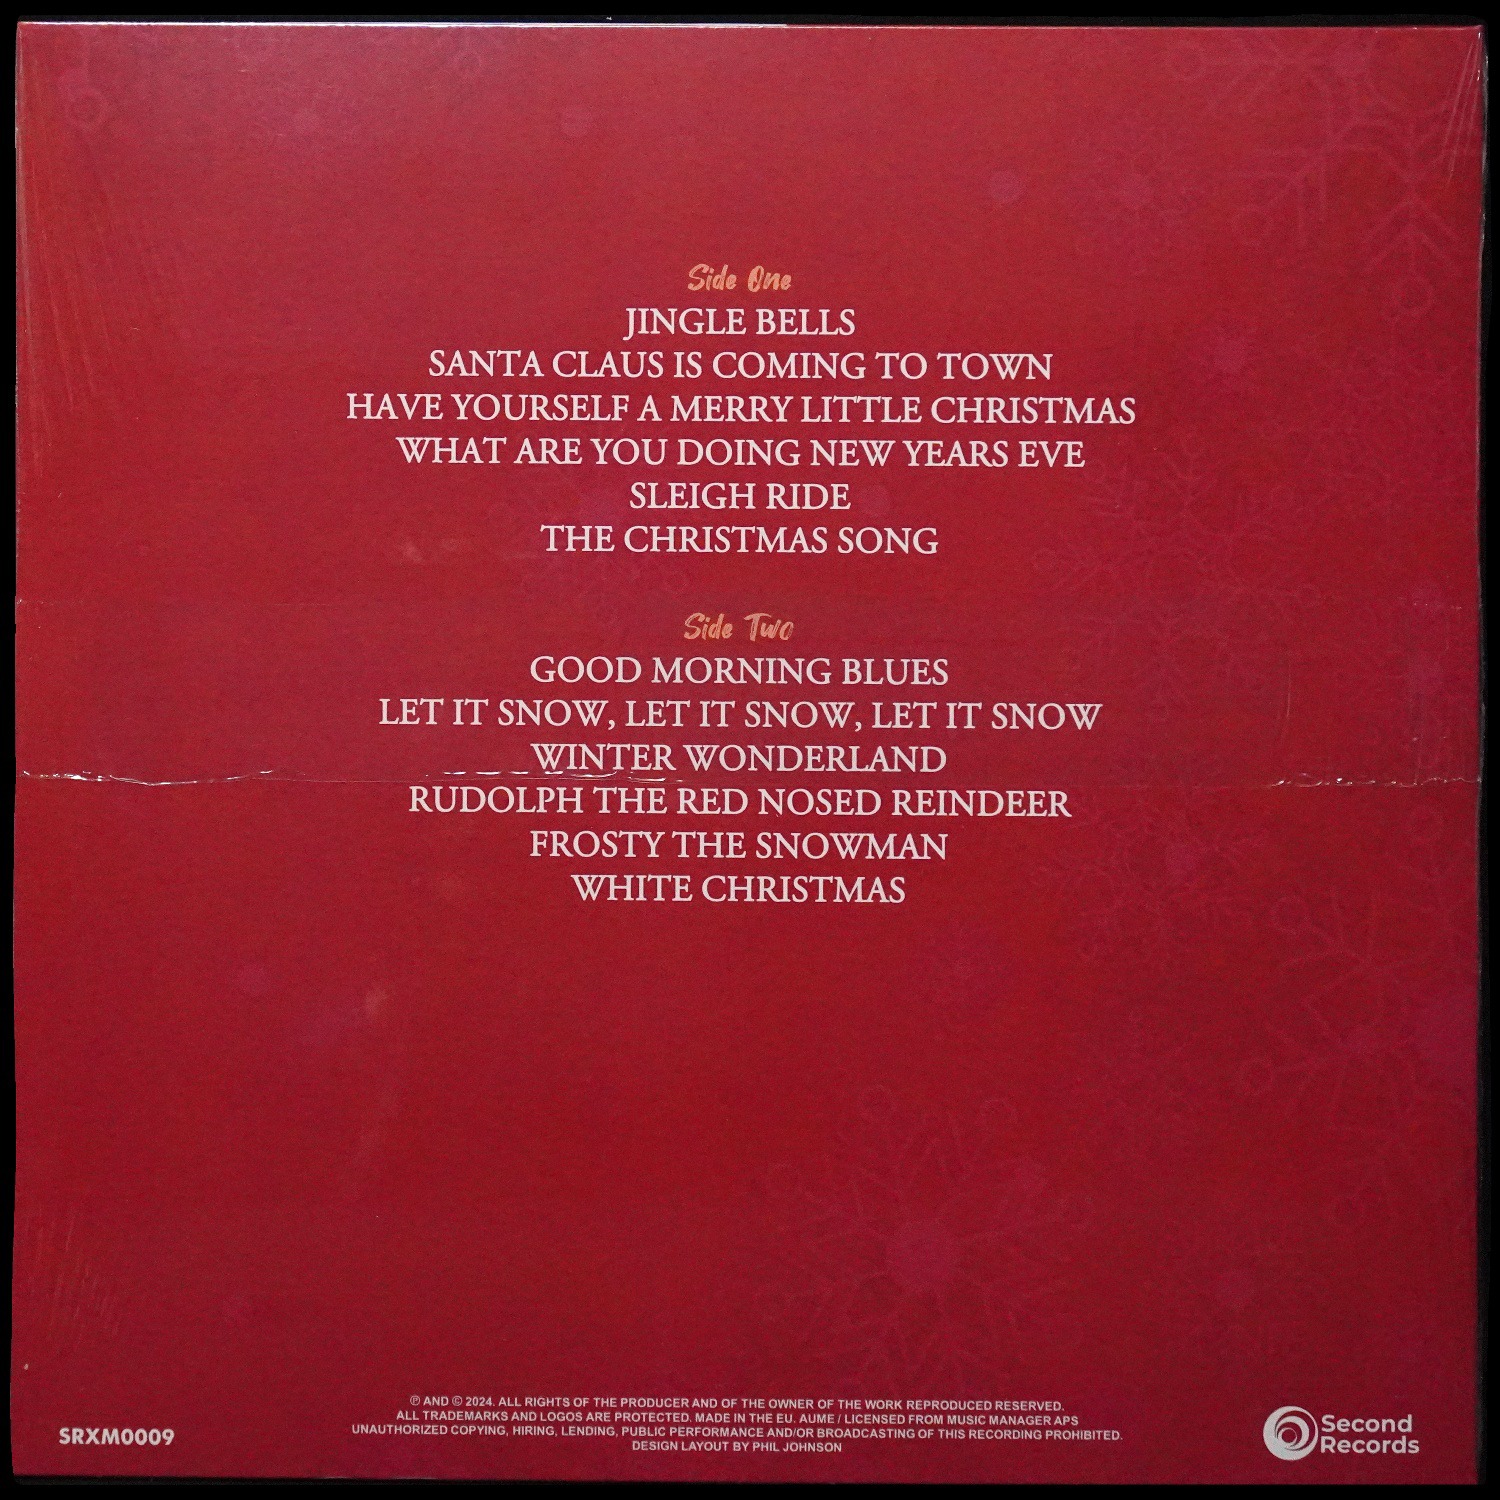 Side One
JINGLE BELLS
SANTA CLAUS IS COMING TO TOWN
HAVE YOURSELF A MERRY LITTLE CHRISTMAS
WHAT ARE YOU DOING NEW YEARS EVE
SLEIGH RIDE
THE CHRISTMAS SONG
Side Two
GOOD MORNING BLUES
LET IT SNOW, LET IT SNOW, LET IT SNOW
WINTER WONDERLAND
RUDOLPH THE RED NOSED REINDEER
FROSTY THE SNOWMAN
WHITE CHRISTMAS
℗ AND © 2024. ALL RIGHTS OF THE PRODUCER AND OF THE OWNER OF THE WORK REPRODUCED RESERVED.
ALL TRADEMARKS AND LOGOS ARE PROTECTED. MADE IN THE EU. AUME / LICENSED FROM MUSIC MANAGER APS
UNAUTHORIZED COPYING, HIRING, LENDING, PUBLIC PERFORMANCE AND/OR BROADCASTING OF THIS RECORDING PROHIBITED.
DESIGN LAYOUT BY PHIL JOHNSON
SRXM0009
Second
Records